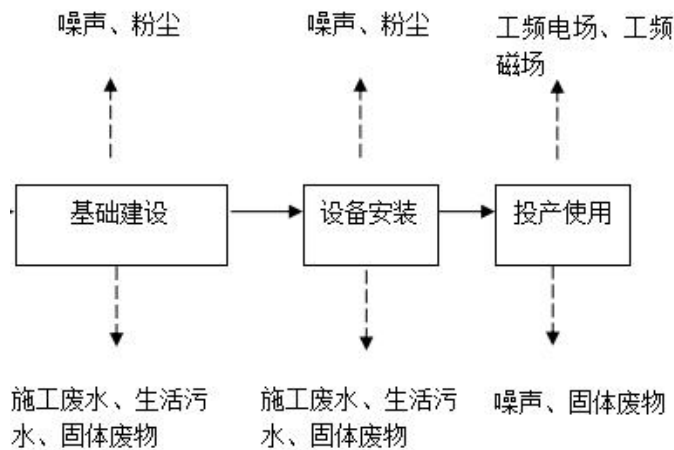 噪声、粉尘
噪声、粉尘
工频电场、工频
磁场
基础建设
设备安装
投产使用
施工废水、生活污
水、固体废物
施工废水、生活污
水、固体废物
噪声、固体废物